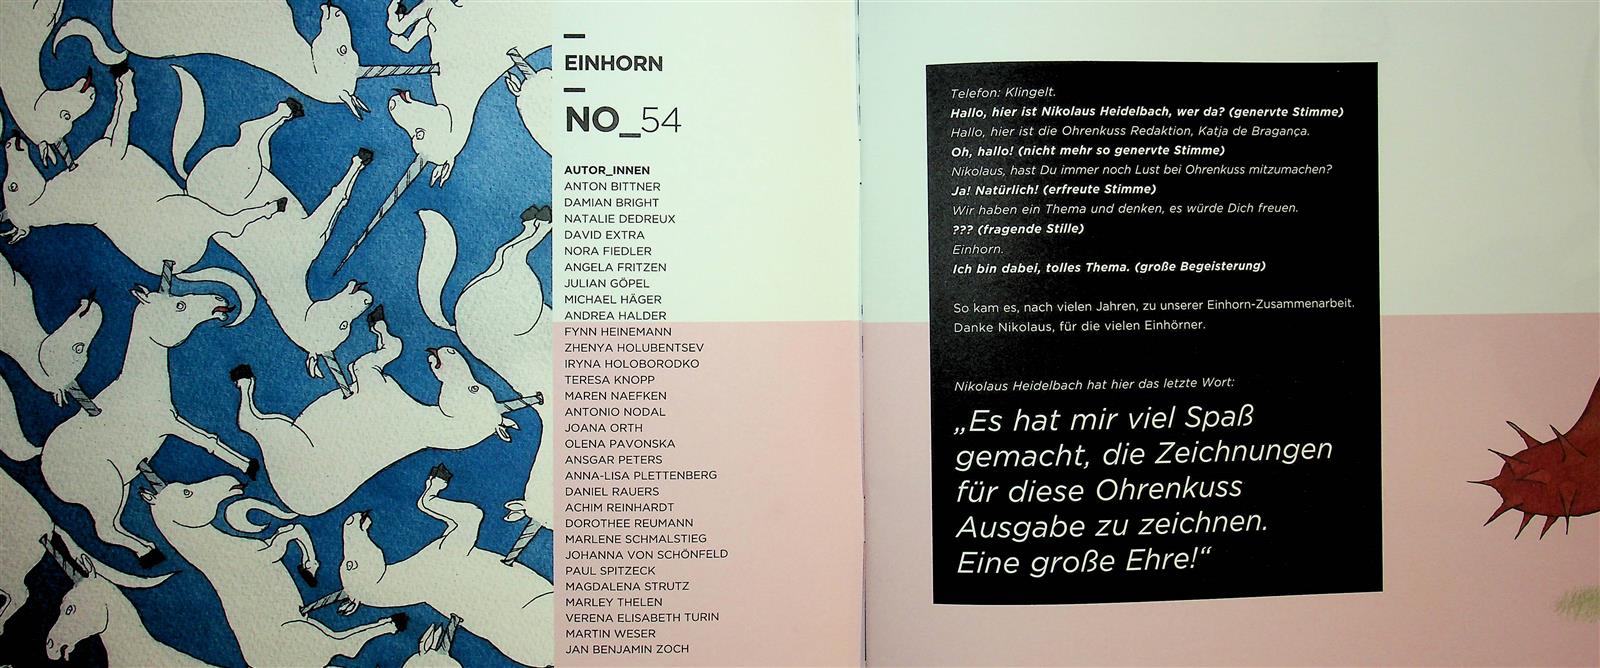 EINHORN
NO_54
AUTOR_INNEN
ANTON BITTNER
DAMIAN BRIGHT
NATALIE DEDREUX
DAVID EXTRA
NORA FIEDLER
ANGELA FRITZEN
JULIAN GÖPEL
MICHAEL HÄGER
ANDREA HALDER
FYNN HEINEMANN
ZHENYA HOLUBENTSEV
IRYNA HOLOBORODKO
TERESA KNOPP
MAREN NAEFKEN
ANTONIO NODAL
JOANA ORTH
OLENA PAVONSKA
ANSGAR PETERS
ANNA-LISA PLETTENBERG
DANIEL RAUERS
ACHIM REINHARDT
DOROTHEE REUMANN
MARLENE SCHMALSTIEG
JOHANNA VON SCHÖNFELD
PAUL SPITZECK
MAGDALENA STRUTZ
MARLEY THELEN
VERENA ELISABETH TURIN
MARTIN WESER
JAN BENJAMIN ZOCH
Telefon: Klingelt.
Hallo, hier ist Nikolaus Heidelbach, wer da? (genervte Stimme)
Hallo, hier ist die Ohrenkuss Redaktion, Katja de Bragança.
Oh, hallo! (nicht mehr so genervte Stimme)
Nikolaus, hast Du immer noch Lust bei Ohrenkuss mitzumachen?
Ja! Natürlich! (erfreute Stimme)
Wir haben ein Thema und denken, es würde Dich freuen.
??? (fragende Stille)
Einhorn.
Ich bin dabei, tolles Thema. (große Begeisterung)
So kam es, nach vielen Jahren, zu unserer Einhorn-Zusammenarbeit.
Danke Nikolaus, für die vielen Einhörner.
Nikolaus Heidelbach hat hier das letzte Wort:
„Es hat mir viel Spaß
gemacht, die Zeichnungen
für diese Ohrenkuss
Ausgabe zu zeichnen.
Eine große Ehre!“